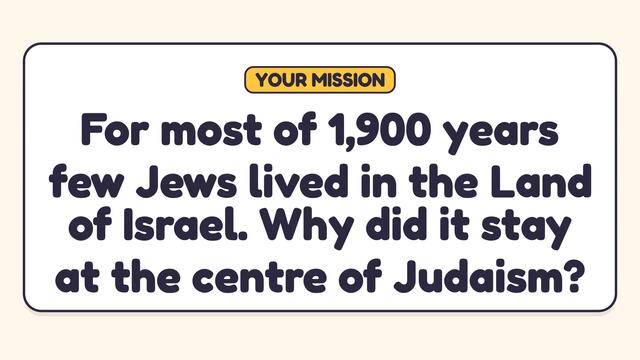 YOUR MISSION
For most of 1,900 years
few Jews lived in the Land
of Israel. Why did it stay
at the centre of Judaism?